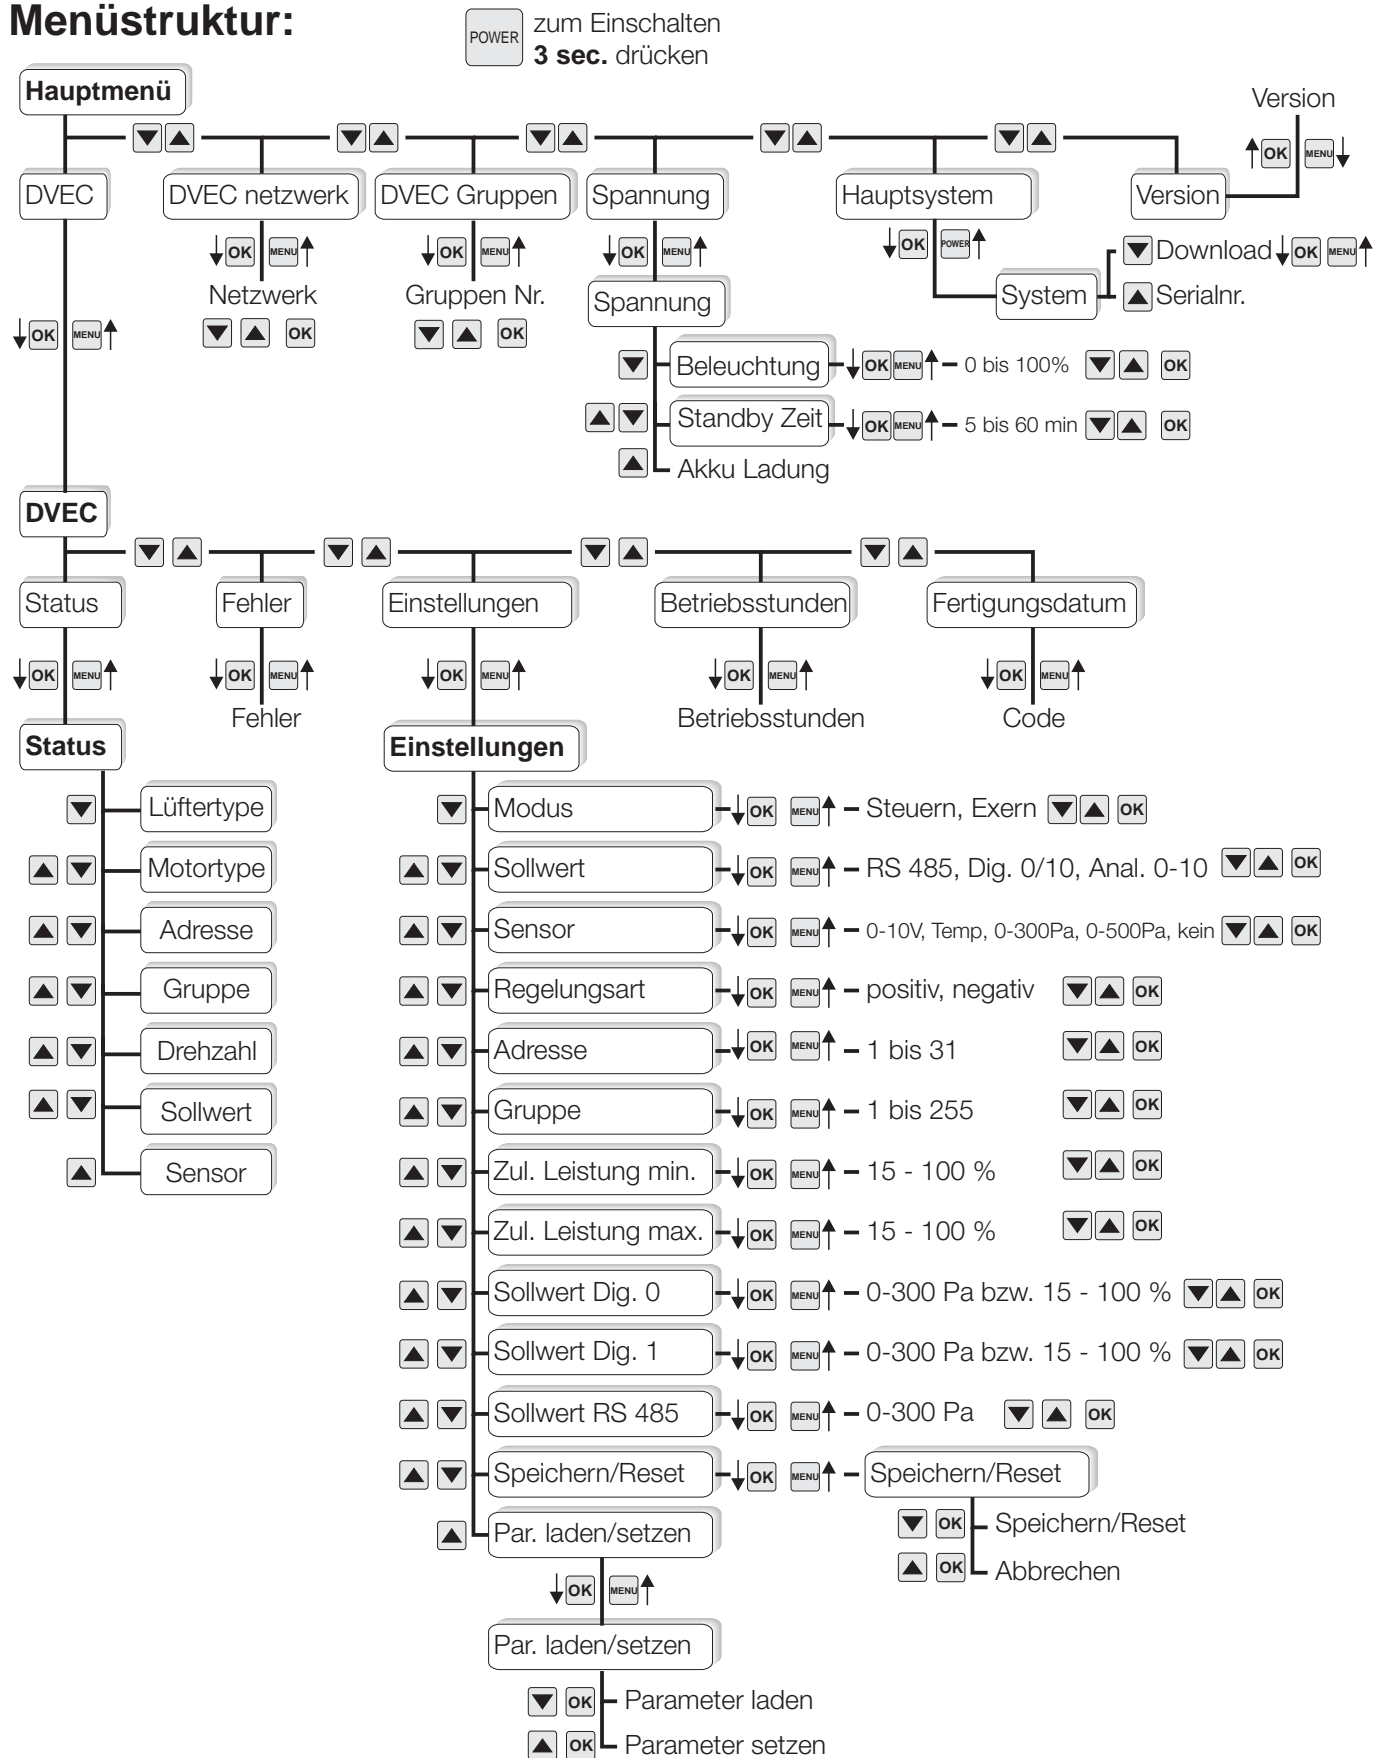 Menüstruktur:
POWER zum Einschalten
3 sec. drücken
Hauptmenü
Version
OK MENU
DVEC DVEC netzwerk DVEC Gruppen Spannung Hauptsystem Version
OK MENU OK MENU OK MENU OK POWER
Download OK MENU
Netzwerk Gruppen Nr. Spannung System Serialnr.
OK MENU OK OK
Beleuchtung OK MENU 0 bis 100% OK
Standby Zeit OK MENU 5 bis 60 min OK
Akku Ladung
DVEC
Status Fehler Einstellungen Betriebsstunden Fertigungsdatum
OK MENU OK MENU OK MENU OK MENU OK MENU
Fehler Betriebsstunden Code
Status Einstellungen
Lüftertype Modus OK MENU Steuern, Exern OK
Motortype Sollwert OK MENU RS 485, Dig. 0/10, Anal. 0-10 OK
Adresse Sensor OK MENU 0-10V, Temp, 0-300Pa, 0-500Pa, kein OK
Gruppe Regelungsart OK MENU positiv, negativ OK
Drehzahl Adresse OK MENU 1 bis 31 OK
Sollwert Gruppe OK MENU 1 bis 255 OK
Sensor Zul. Leistung min. OK MENU 15 - 100 % OK
Zul. Leistung max. OK MENU 15 - 100 % OK
Sollwert Dig. 0 OK MENU 0-300 Pa bzw. 15 - 100 % OK
Sollwert Dig. 1 OK MENU 0-300 Pa bzw. 15 - 100 % OK
Sollwert RS 485 OK MENU 0-300 Pa OK
Speichern/Reset OK MENU Speichern/Reset
Par. laden/setzen OK Speichern/Reset
OK Abbrechen
OK MENU
Par. laden/setzen
OK Parameter laden
OK Parameter setzen